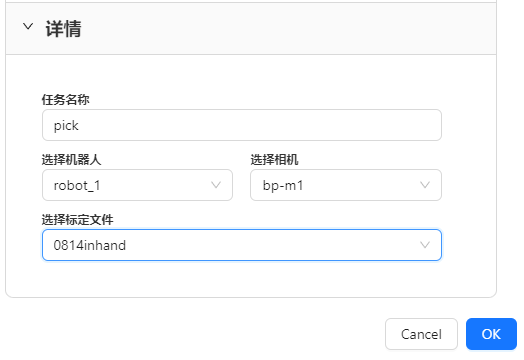 详情
任务名称
pick
选择机器人 选择相机
robot_1 bp-m1
选择标定文件
0814inhand
Cancel OK